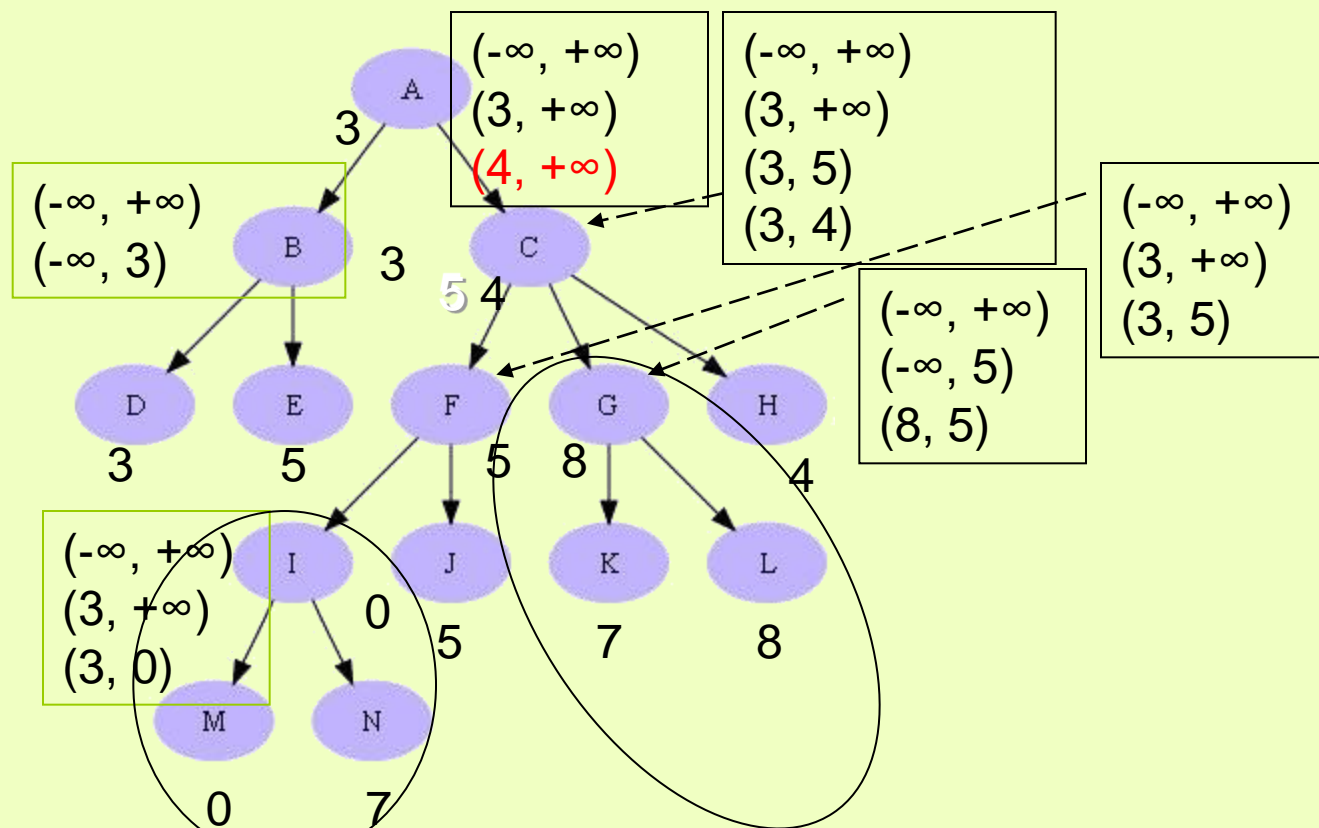 A
3
(-∞, +∞)
(3, +∞)
(4, +∞)
(-∞, +∞)
(3, +∞)
(3, 5)
(3, 4)
(-∞, +∞)
(-∞, 3)
B
3
C
5 4
(-∞, +∞)
(3, +∞)
(3, 5)
(-∞, +∞)
(-∞, 5)
(8, 5)
D
3
E
5
F
5
G
8
H
4
(-∞, +∞)
(3, +∞)
(3, 0)
I
0
J
5
K
7
L
8
M
0
N
7